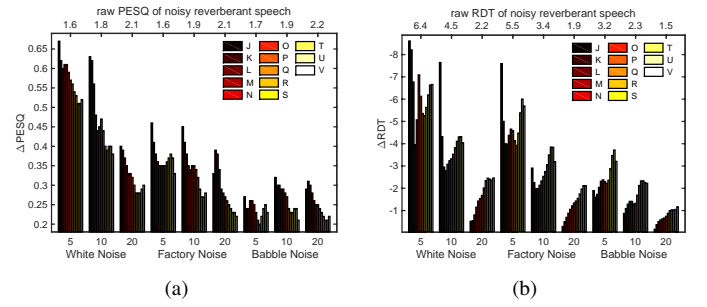 raw PESQ of noisy reverberant speech
1.6 1.8 2.1 1.6 1.9 2.1 1.7 1.9 2.2
0.65
0.6
0.55
0.5
0.45
0.4
0.35
0.3
0.25
0.2
Δ PESQ
J O T
K P U
L Q V
M R
N S
5 10 20 5 10 20 5 10 20
White Noise Factory Noise Babble Noise
(a)
raw RDT of noisy reverberant speech
6.4 4.5 2.2 5.5 3.4 1.9 3.2 2.3 1.5
-8
-7
-6
-5
-4
-3
-2
-1
Δ RDT
J O T
K P U
L Q V
M R
N S
5 10 20 5 10 20 5 10 20
White Noise Factory Noise Babble Noise
(b)